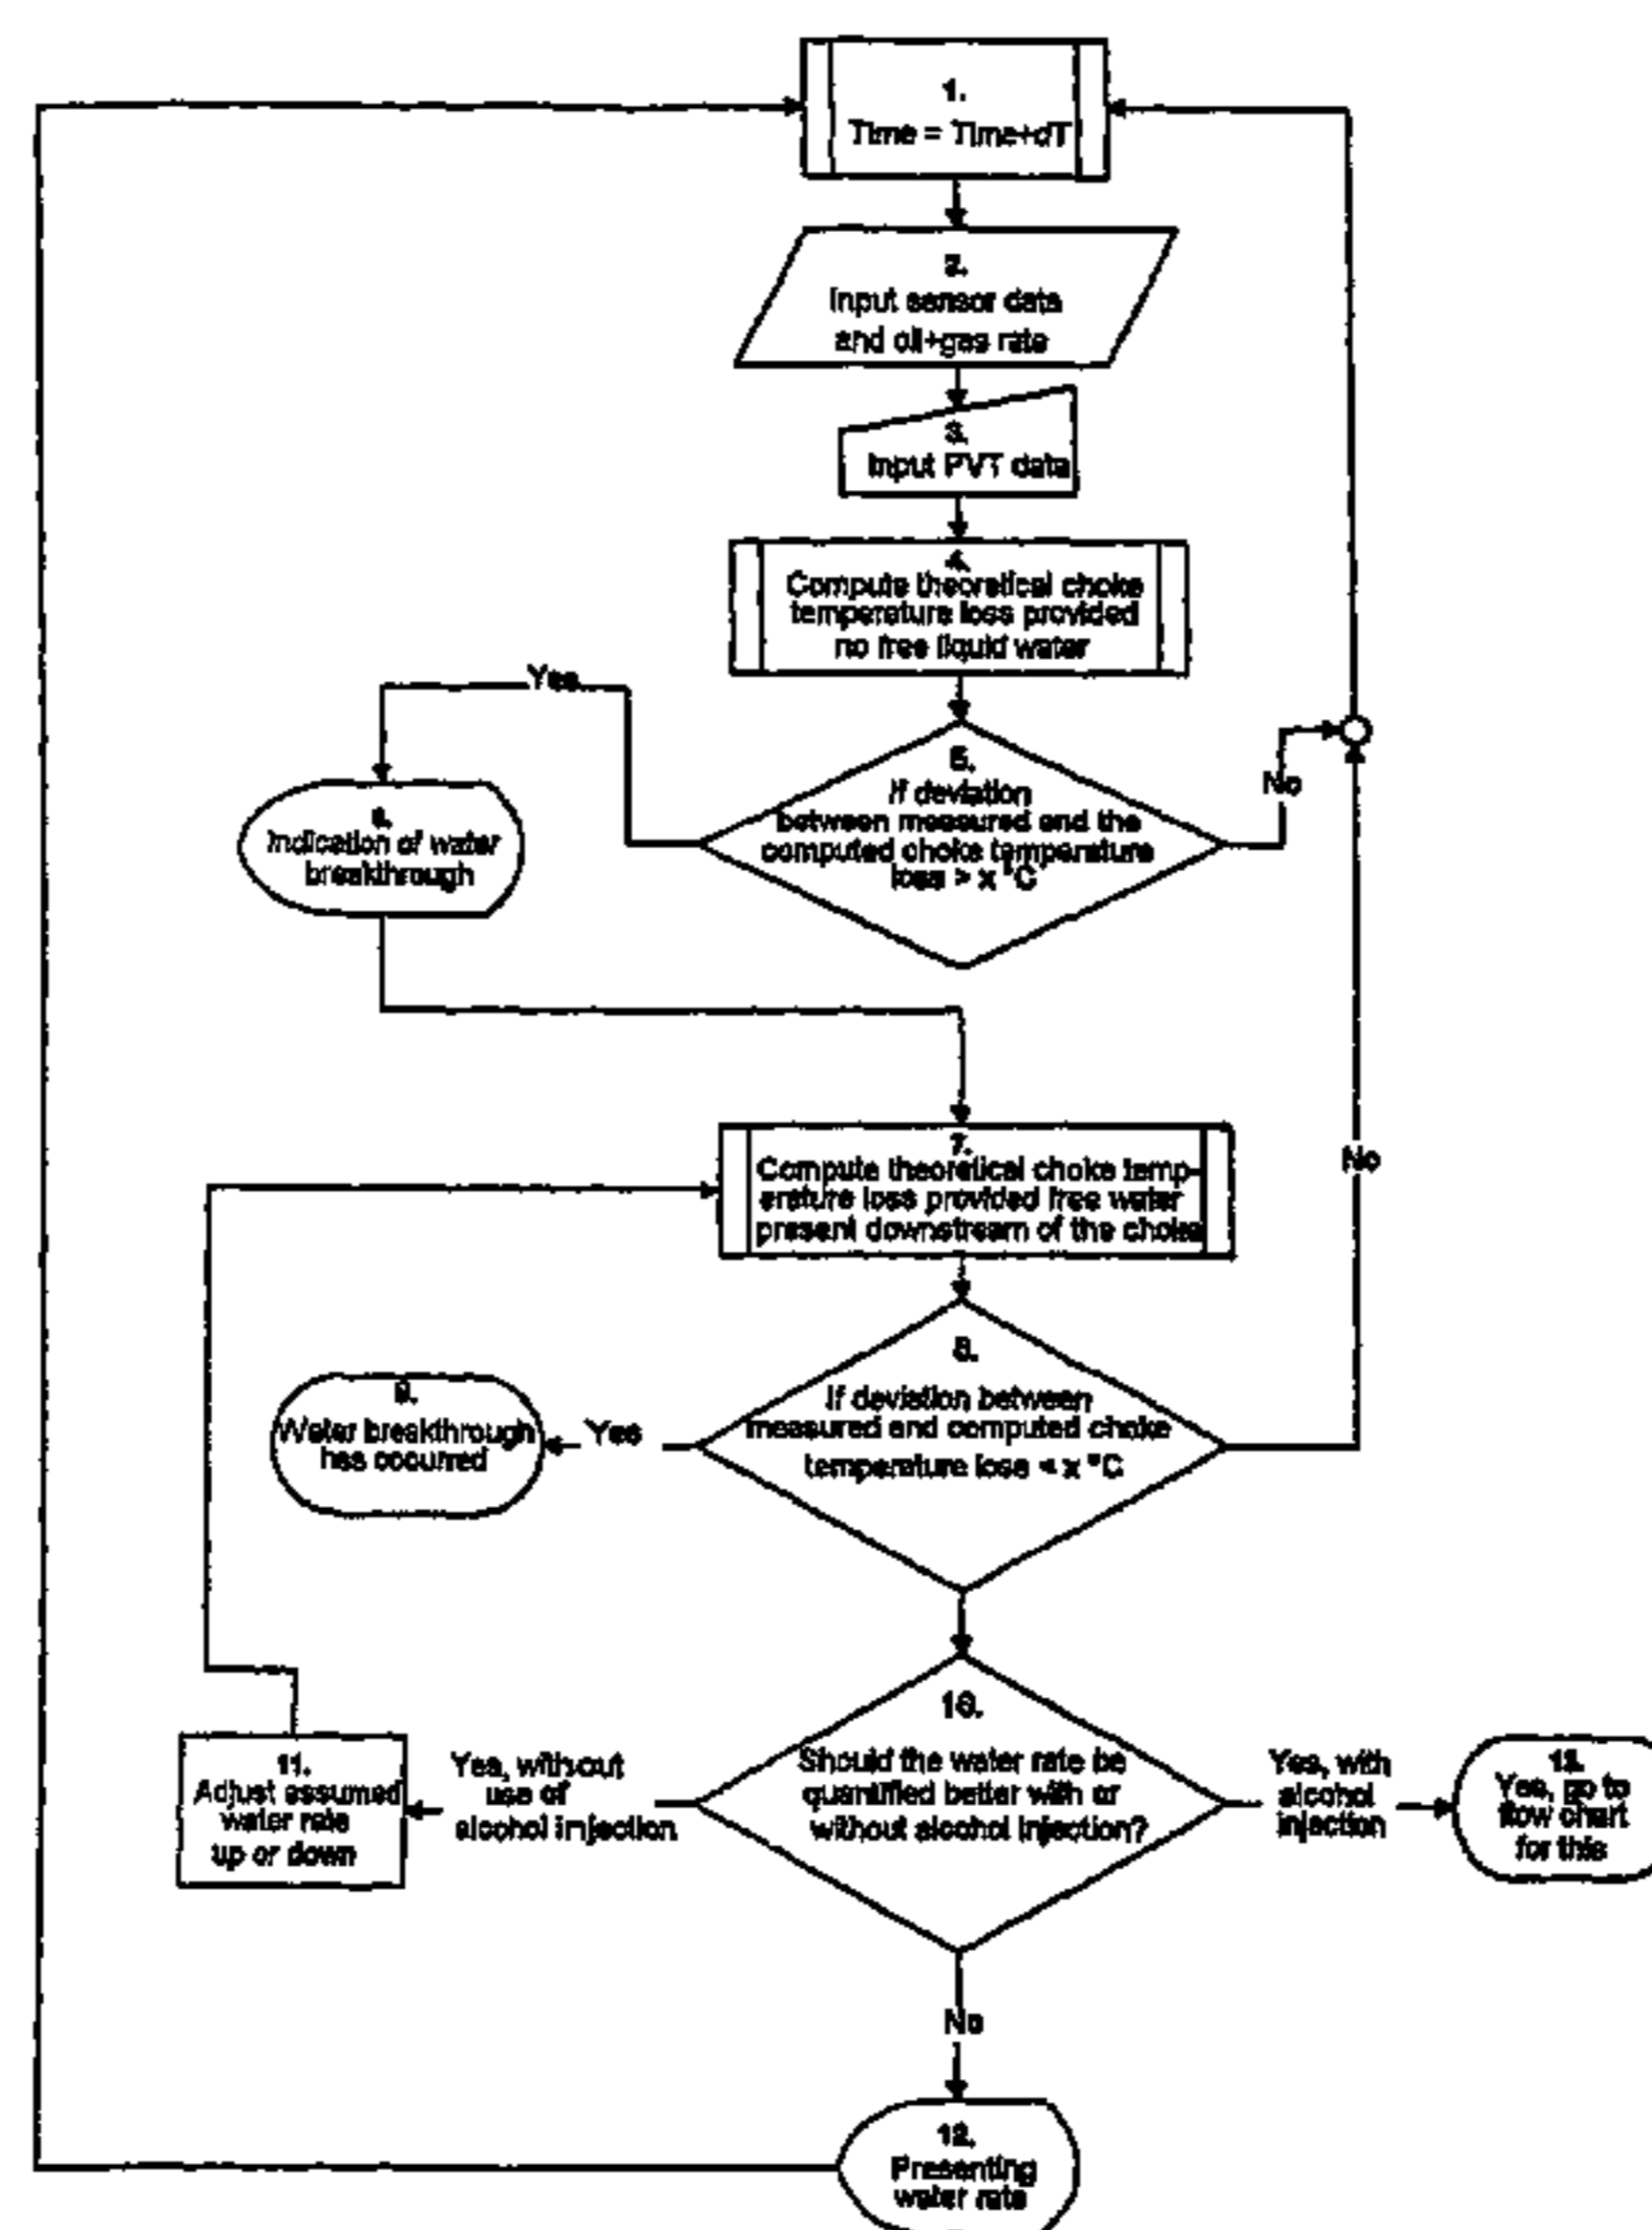 1.
Time = Time+dT
2.
Input sensor data
and oil+gas rate
3.
Input PVT data
4.
Compute theoretical choke
temperature loss provided
no free liquid water
Yes
5.
If deviation
between measured and the
computed choke temperature
loss > x °C
No
6.
Indication of water
breakthrough
7.
Compute theoretical choke temp-
erature loss provided free water
present downstream of the choke
No
8.
If deviation between
measured and computed choke
temperature loss < x °C
Yes
9.
Water breakthrough
has occurred
10.
Should the water rate be
quantified better with or
without alcohol injection?
Yes, without
use of
alcohol injection
11.
Adjust assumed
water rate
up or down
Yes, with
alcohol
injection
13.
Yes, go to
flow chart
for this
No
12.
Presenting
water rate